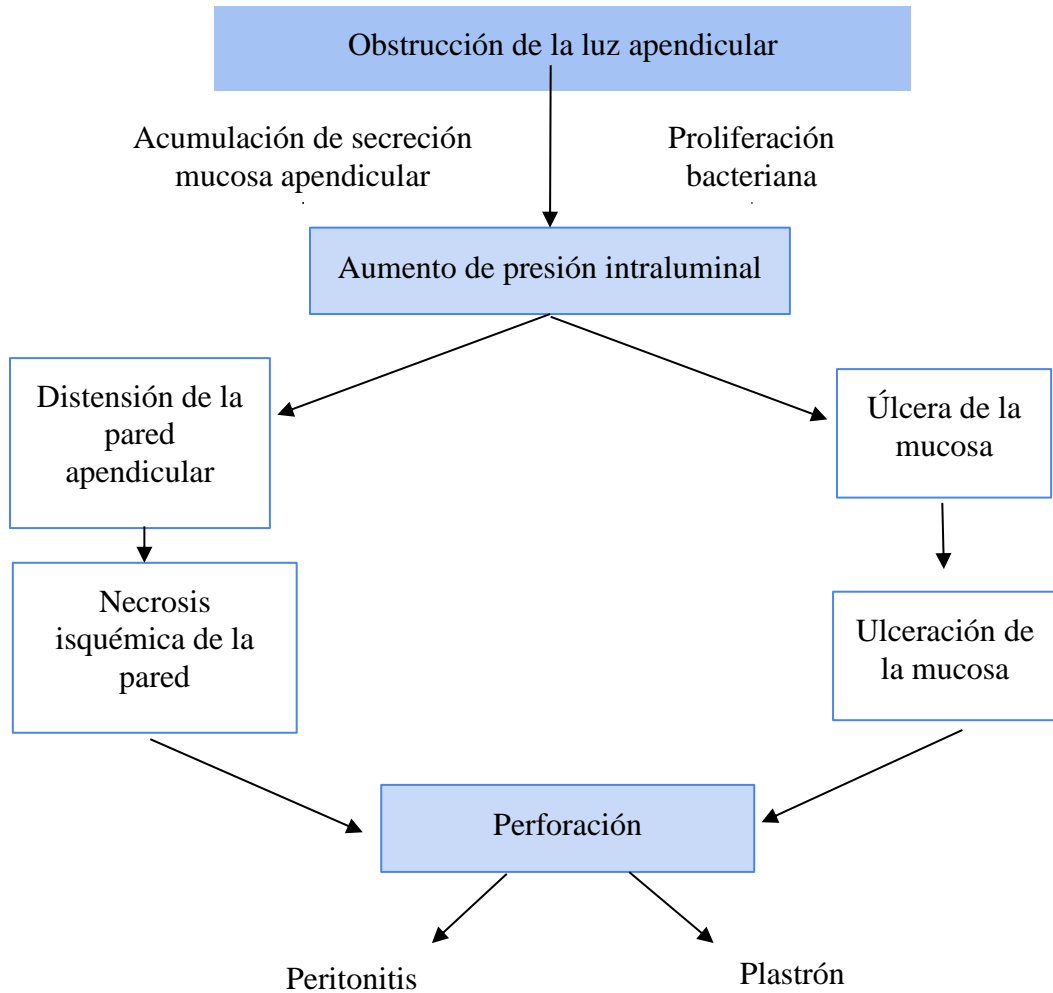 Obstrucción de la luz apendicular
Acumulación de secreción
mucosa apendicular
Proliferación
bacteriana
Aumento de presión intraluminal
Distensión de la
pared
apendicular
Úlcera de la
mucosa
Necrosis
isquémica de la
pared
Ulceración de
la mucosa
Perforación
Peritonitis
Plastrón